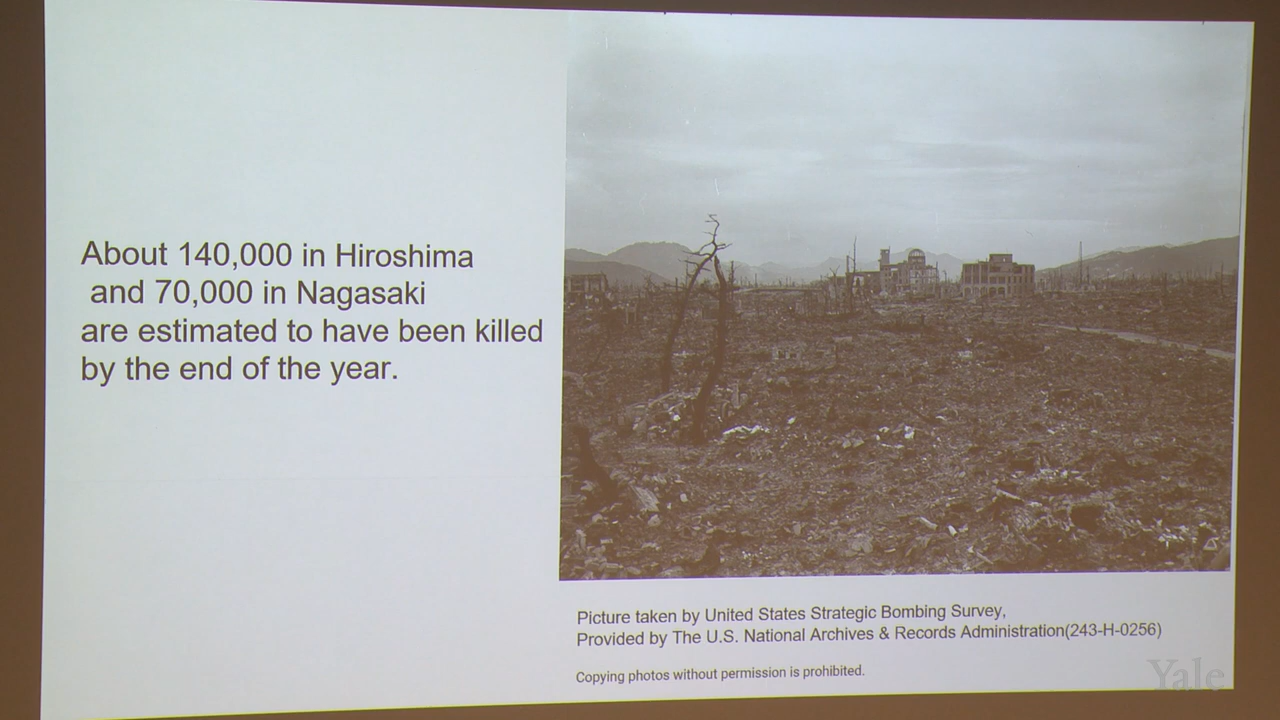 About 140,000 in Hiroshima
and 70,000 in Nagasaki
are estimated to have been killed
by the end of the year.
Picture taken by United States Strategic Bombing Survey,
Provided by The U.S. National Archives & Records Administration(243-H-0256)
Copying photos without permission is prohibited.
Yale